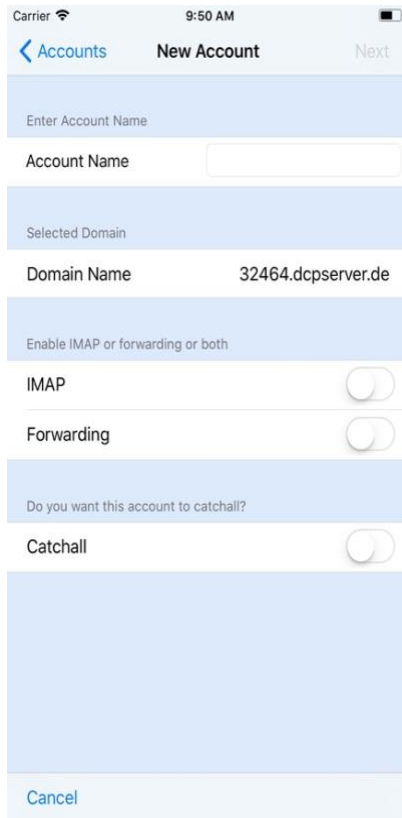 Carrier 9:50 AM
Accounts New Account Next
Enter Account Name
Account Name
Selected Domain
Domain Name 32464.dcpserver.de
Enable IMAP or forwarding or both
IMAP
Forwarding
Do you want this account to catchall?
Catchall
Cancel